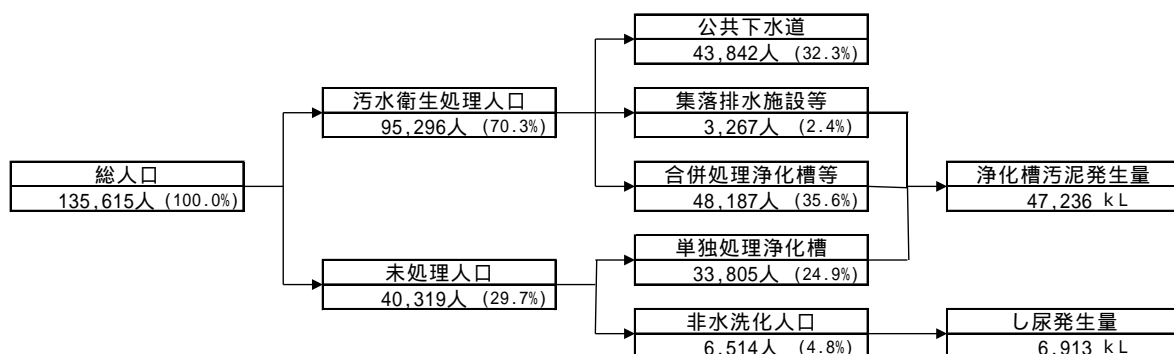 公共下水道
43,842人 (32.3%)
汚水衛生処理人口
95,296人 (70.3%)
集落排水施設等
3,267人 (2.4%)
総人口
135,615人 (100.0%)
合併処理浄化槽等
48,187人 (35.6%)
浄化槽汚泥発生量
47,236 kL
単独処理浄化槽
33,805人 (24.9%)
未処理人口
40,319人 (29.7%)
非水洗化人口
6,514人 (4.8%)
し尿発生量
6,913 kL